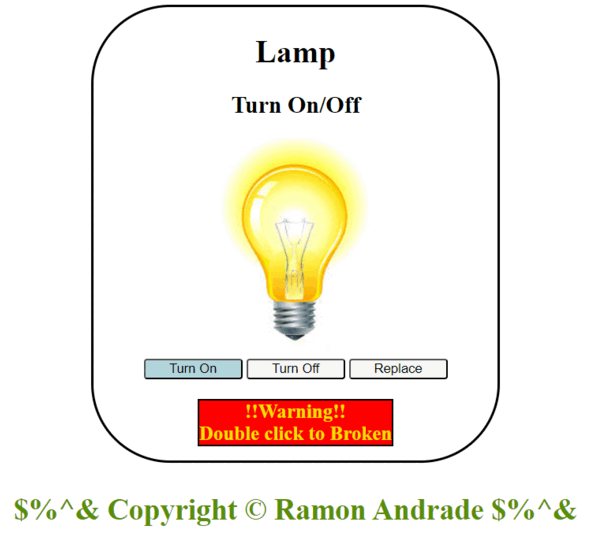 Lamp
Turn On/Off
Turn On Turn Off Replace
!!Warning!!
Double click to Broken
$%^& Copyright © Ramon Andrade $%^&